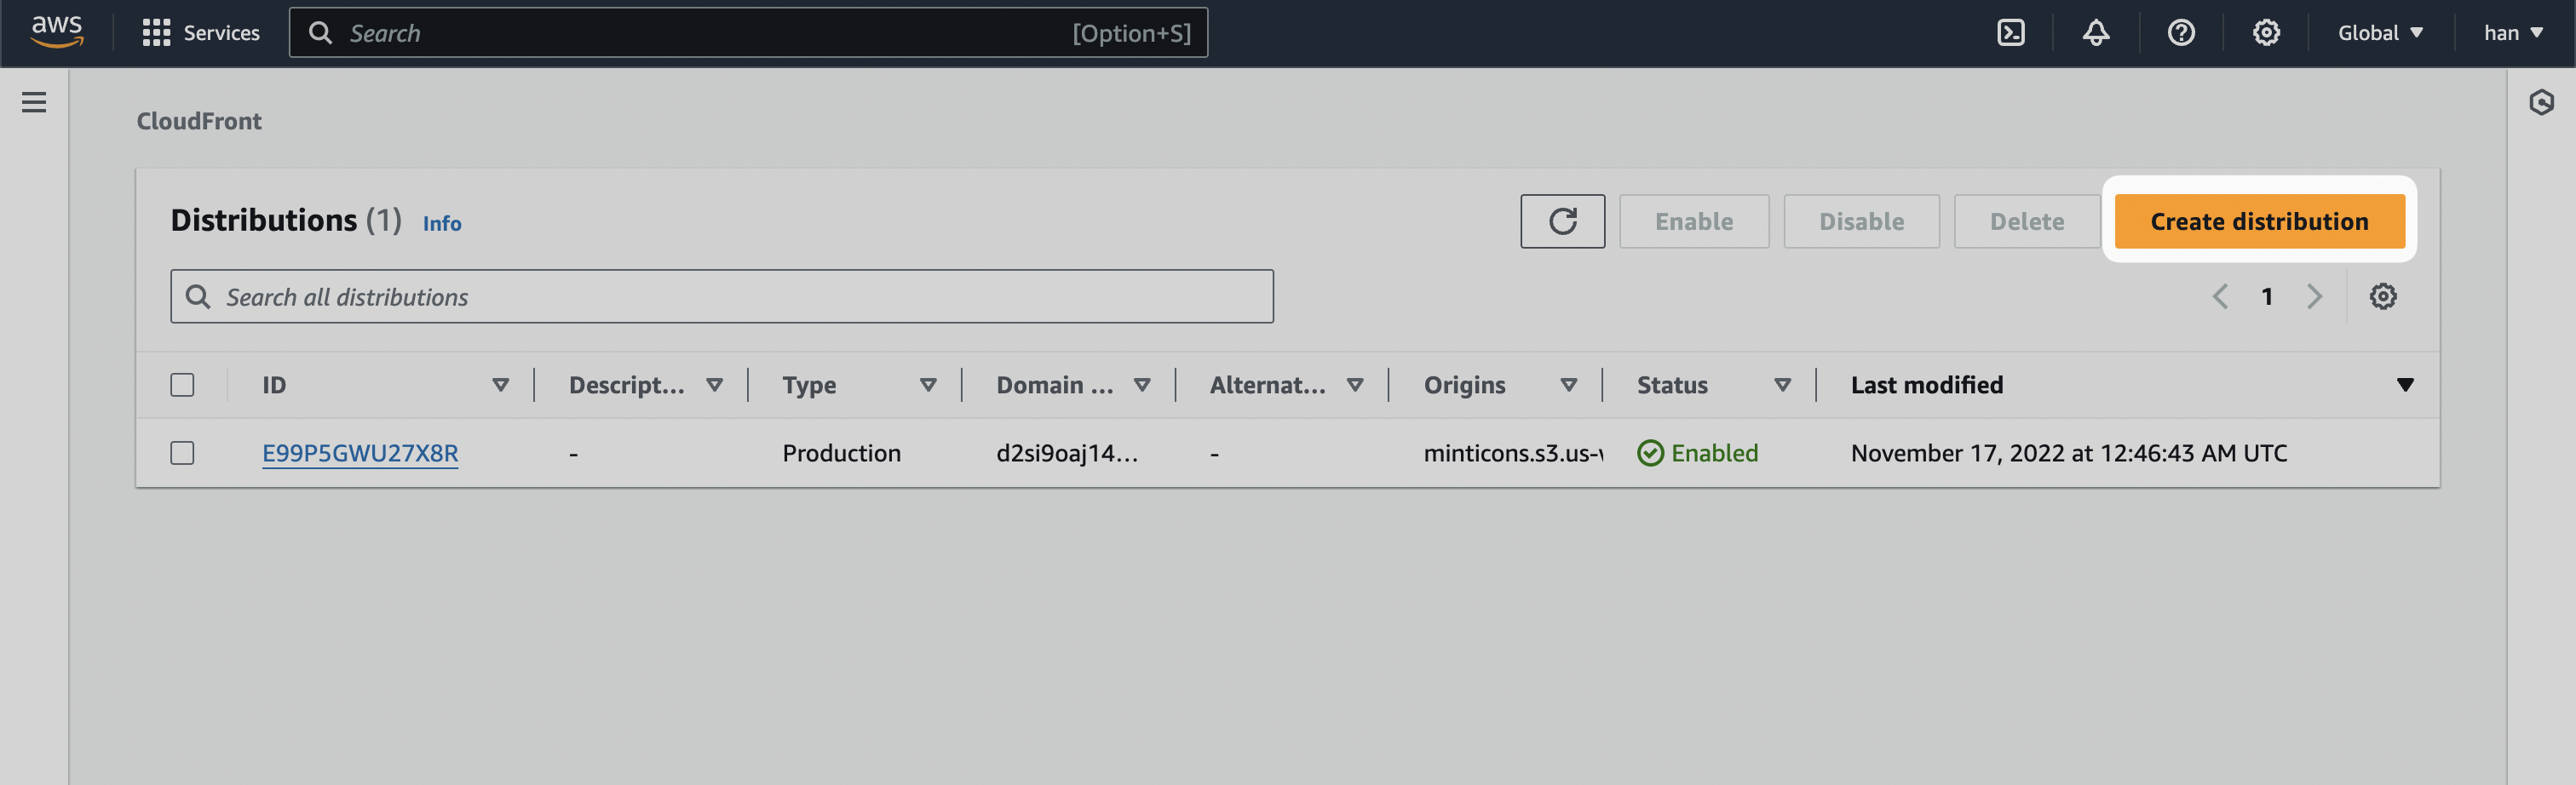 aws Services Search [Option+S] Global han
CloudFront
Distributions (1) Info Enable Disable Delete Create distribution
Search all distributions 1
ID Descript... Type Domain ... Alternat... Origins Status Last modified
E99P5GWU27X8R - Production d2si9oaj14... - minticons.s3.us- Enabled November 17, 2022 at 12:46:43 AM UTC